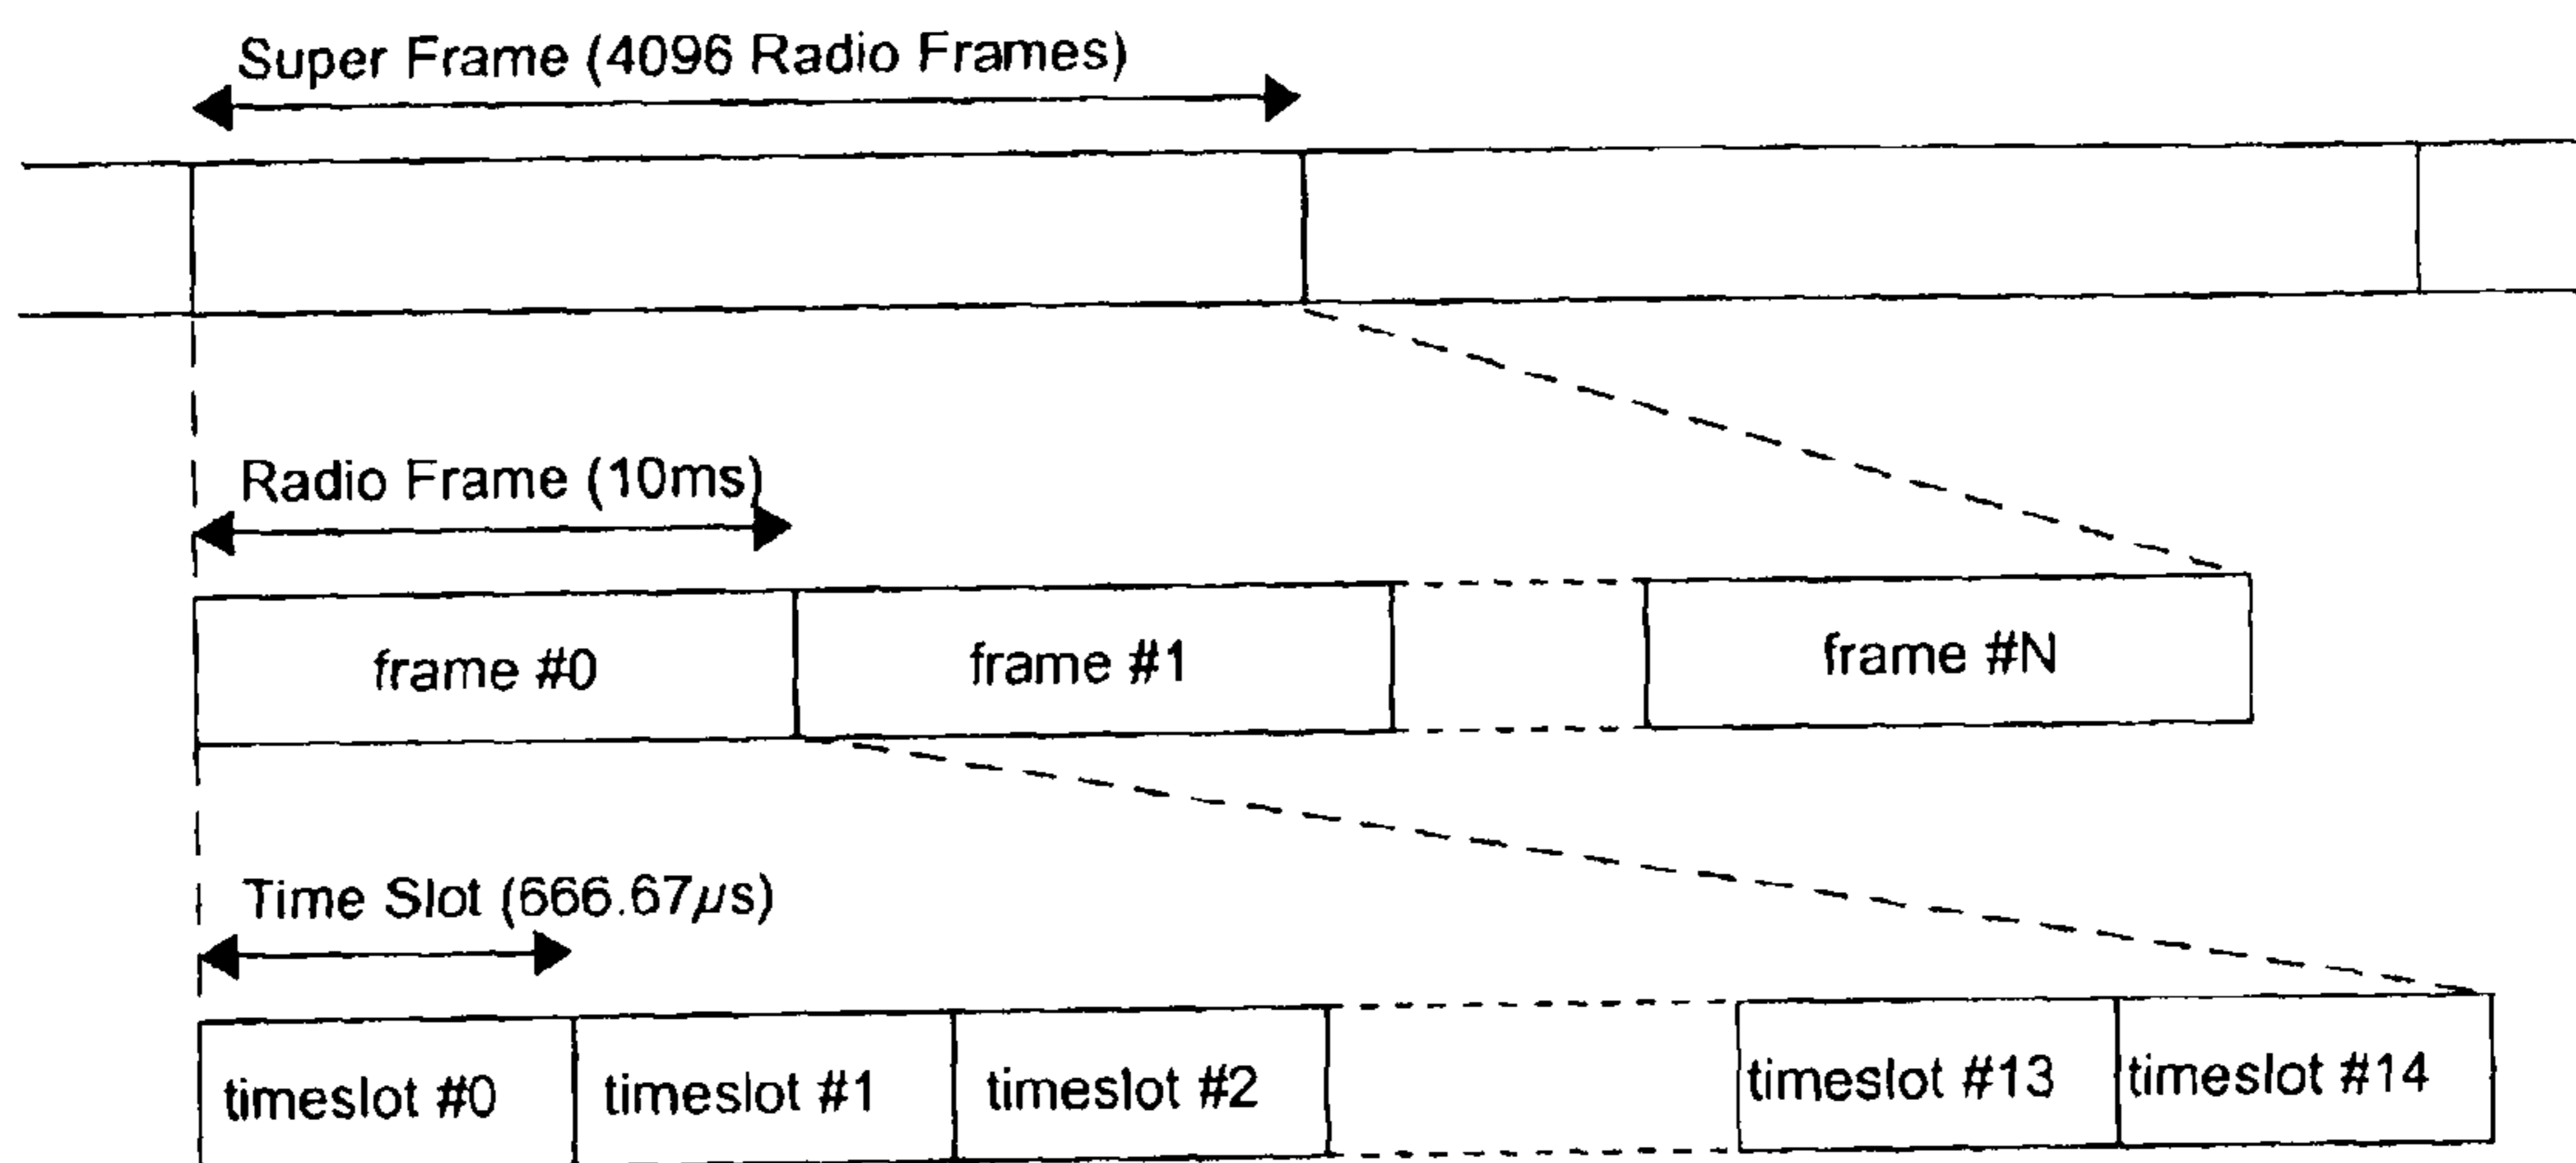 Super Frame (4096 Radio Frames)
Radio Frame (10ms)
frame #0 frame #1 frame #N
Time Slot (666.67μs)
timeslot #0 timeslot #1 timeslot #2 timeslot #13 timeslot #14